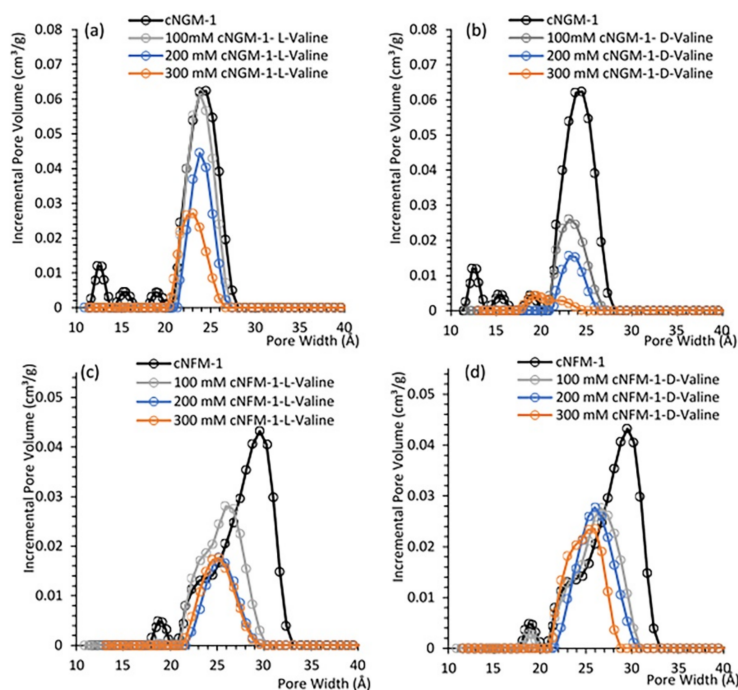 (a)
cNGM-1
100mM cNGM-1- L-Valine
200 mM cNGM-1-L-Valine
300 mM cNGM-1-L-Valine
Incremental Pore Volume (cm³/g)
0.08
0.07
0.06
0.05
0.04
0.03
0.02
0.01
0
10 15 20 25 30 35 40
Pore Width (Å)
(b)
cNGM-1
100mM cNGM-1- D-Valine
200 mM cNGM-1-D-Valine
300 mM cNGM-1-D-Valine
Incremental Pore Volume (cm³/g)
0.08
0.07
0.06
0.05
0.04
0.03
0.02
0.01
0
10 15 20 25 30 35 40
Pore Width (Å)
(c)
cNFM-1
100 mM cNFM-1-L-Valine
200 mM cNFM-1-L-Valine
300 mM cNFM-1-L-Valine
Incremental Pore Volume (cm³/g)
0.05
0.04
0.03
0.02
0.01
0
10 15 20 25 30 35 40
Pore Width (Å)
(d)
cNFM-1
100 mM cNFM-1-D-Valine
200 mM cNFM-1-D-Valine
300 mM cNFM-1-D-Valine
Incremental Pore Volume (cm³/g)
0.05
0.04
0.03
0.02
0.01
0
10 15 20 25 30 35 40
Pore Width (Å)